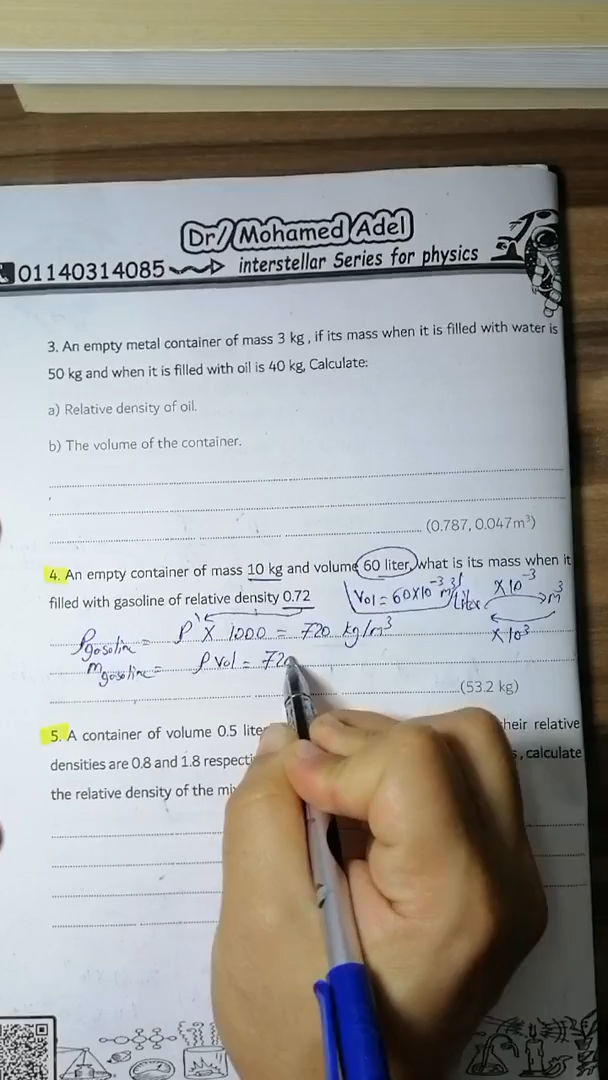 Dr/ Mohamed Adel
01140314085 interstellar Series for physics
3. An empty metal container of mass 3 kg , if its mass when it is filled with water is
50 kg and when it is filled with oil is 40 kg, Calculate:
a) Relative density of oil.
b) The volume of the container.
(0.787, 0.047m³)
4. An empty container of mass 10 kg and volume 60 liter, what is its mass when it
filled with gasoline of relative density 0.72
Vol = 60×10⁻³ m³
Liter ×10⁻³ m³
×10³
ρgasoline = ρ` × 1000 = 720 kg/m³
mgasoline = ρ Vol = 720
(53.2 kg)
5. A container of volume 0.5 lite their relative
densities are 0.8 and 1.8 respecti , calculate
the relative density of the mi